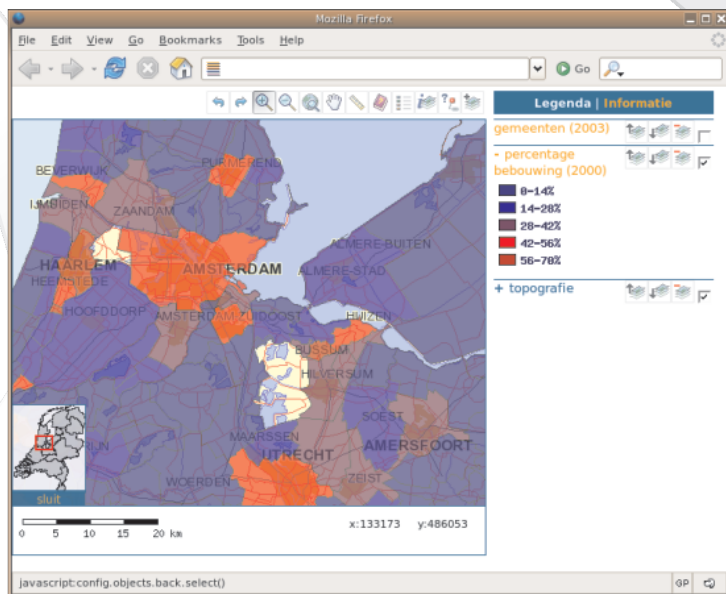 Mozilla Firefox
File Edit View Go Bookmarks Tools Help
Go
Legenda | Informatie
gemeenten (2003)
- percentage
bebouwing (2000)
0-14%
14-28%
28-42%
42-56%
56-70%
+ topografie
BEVERWIJK
PURMEREND
IJMUIDEN
ZAANDAM
ALMERE-BUITEN
HAARLEM
AMSTERDAM
ALMERE-STAD
HEEMSTEDE
HOOFDDORP
AMSTERDAM ZUIDOOST
HUIZEN
BUSSUM
HILVERSUM
SOEST
RIJN
MAARSSEN
UTRECHT
AMERSFOORT
WOERDEN
ZEIST
sluit
0 5 10 15 20 km
x:133173 y:486053
javascript:config.objects.back.select()
GP